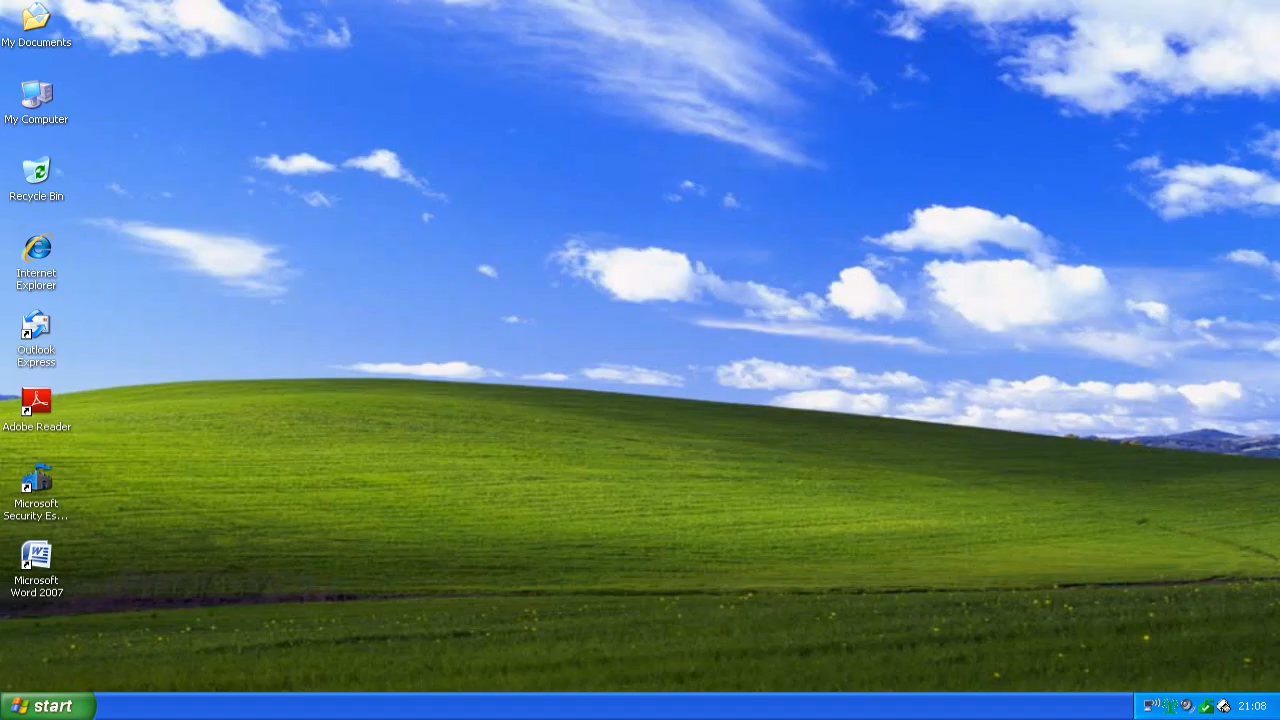 My Documents
My Computer
Recycle Bin
Internet
Explorer
Outlook
Express
Adobe Reader
Microsoft
Security Es...
Microsoft
Word 2007
start
21:08